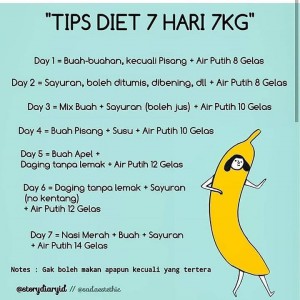 "TIPS DIET 7 HARI 7KG"
Day 1 = Buah-buahan, kecuali Pisang + Air Putih 8 Gelas
Day 2 = Sayuran, boleh ditumis, dibening, dll + Air Putih 8 Gelas
Day 3 = Mix Buah + Sayuran (boleh jus) + Air Putih 10 Gelas
Day 4 = Buah Pisang + Susu + Air Putih 10 Gelas
Day 5 = Buah Apel +
Daging tanpa lemak + Air Putih 12 Gelas
Day 6 = Daging tanpa lemak + Sayuran
(no kentang)
+ Air Putih 12 Gelas
Day 7 = Nasi Merah + Buah + Sayuran
+ Air Putih 14 Gelas
Notes : Gak boleh makan apapun kecuali yang tertera
@storydiaryid //